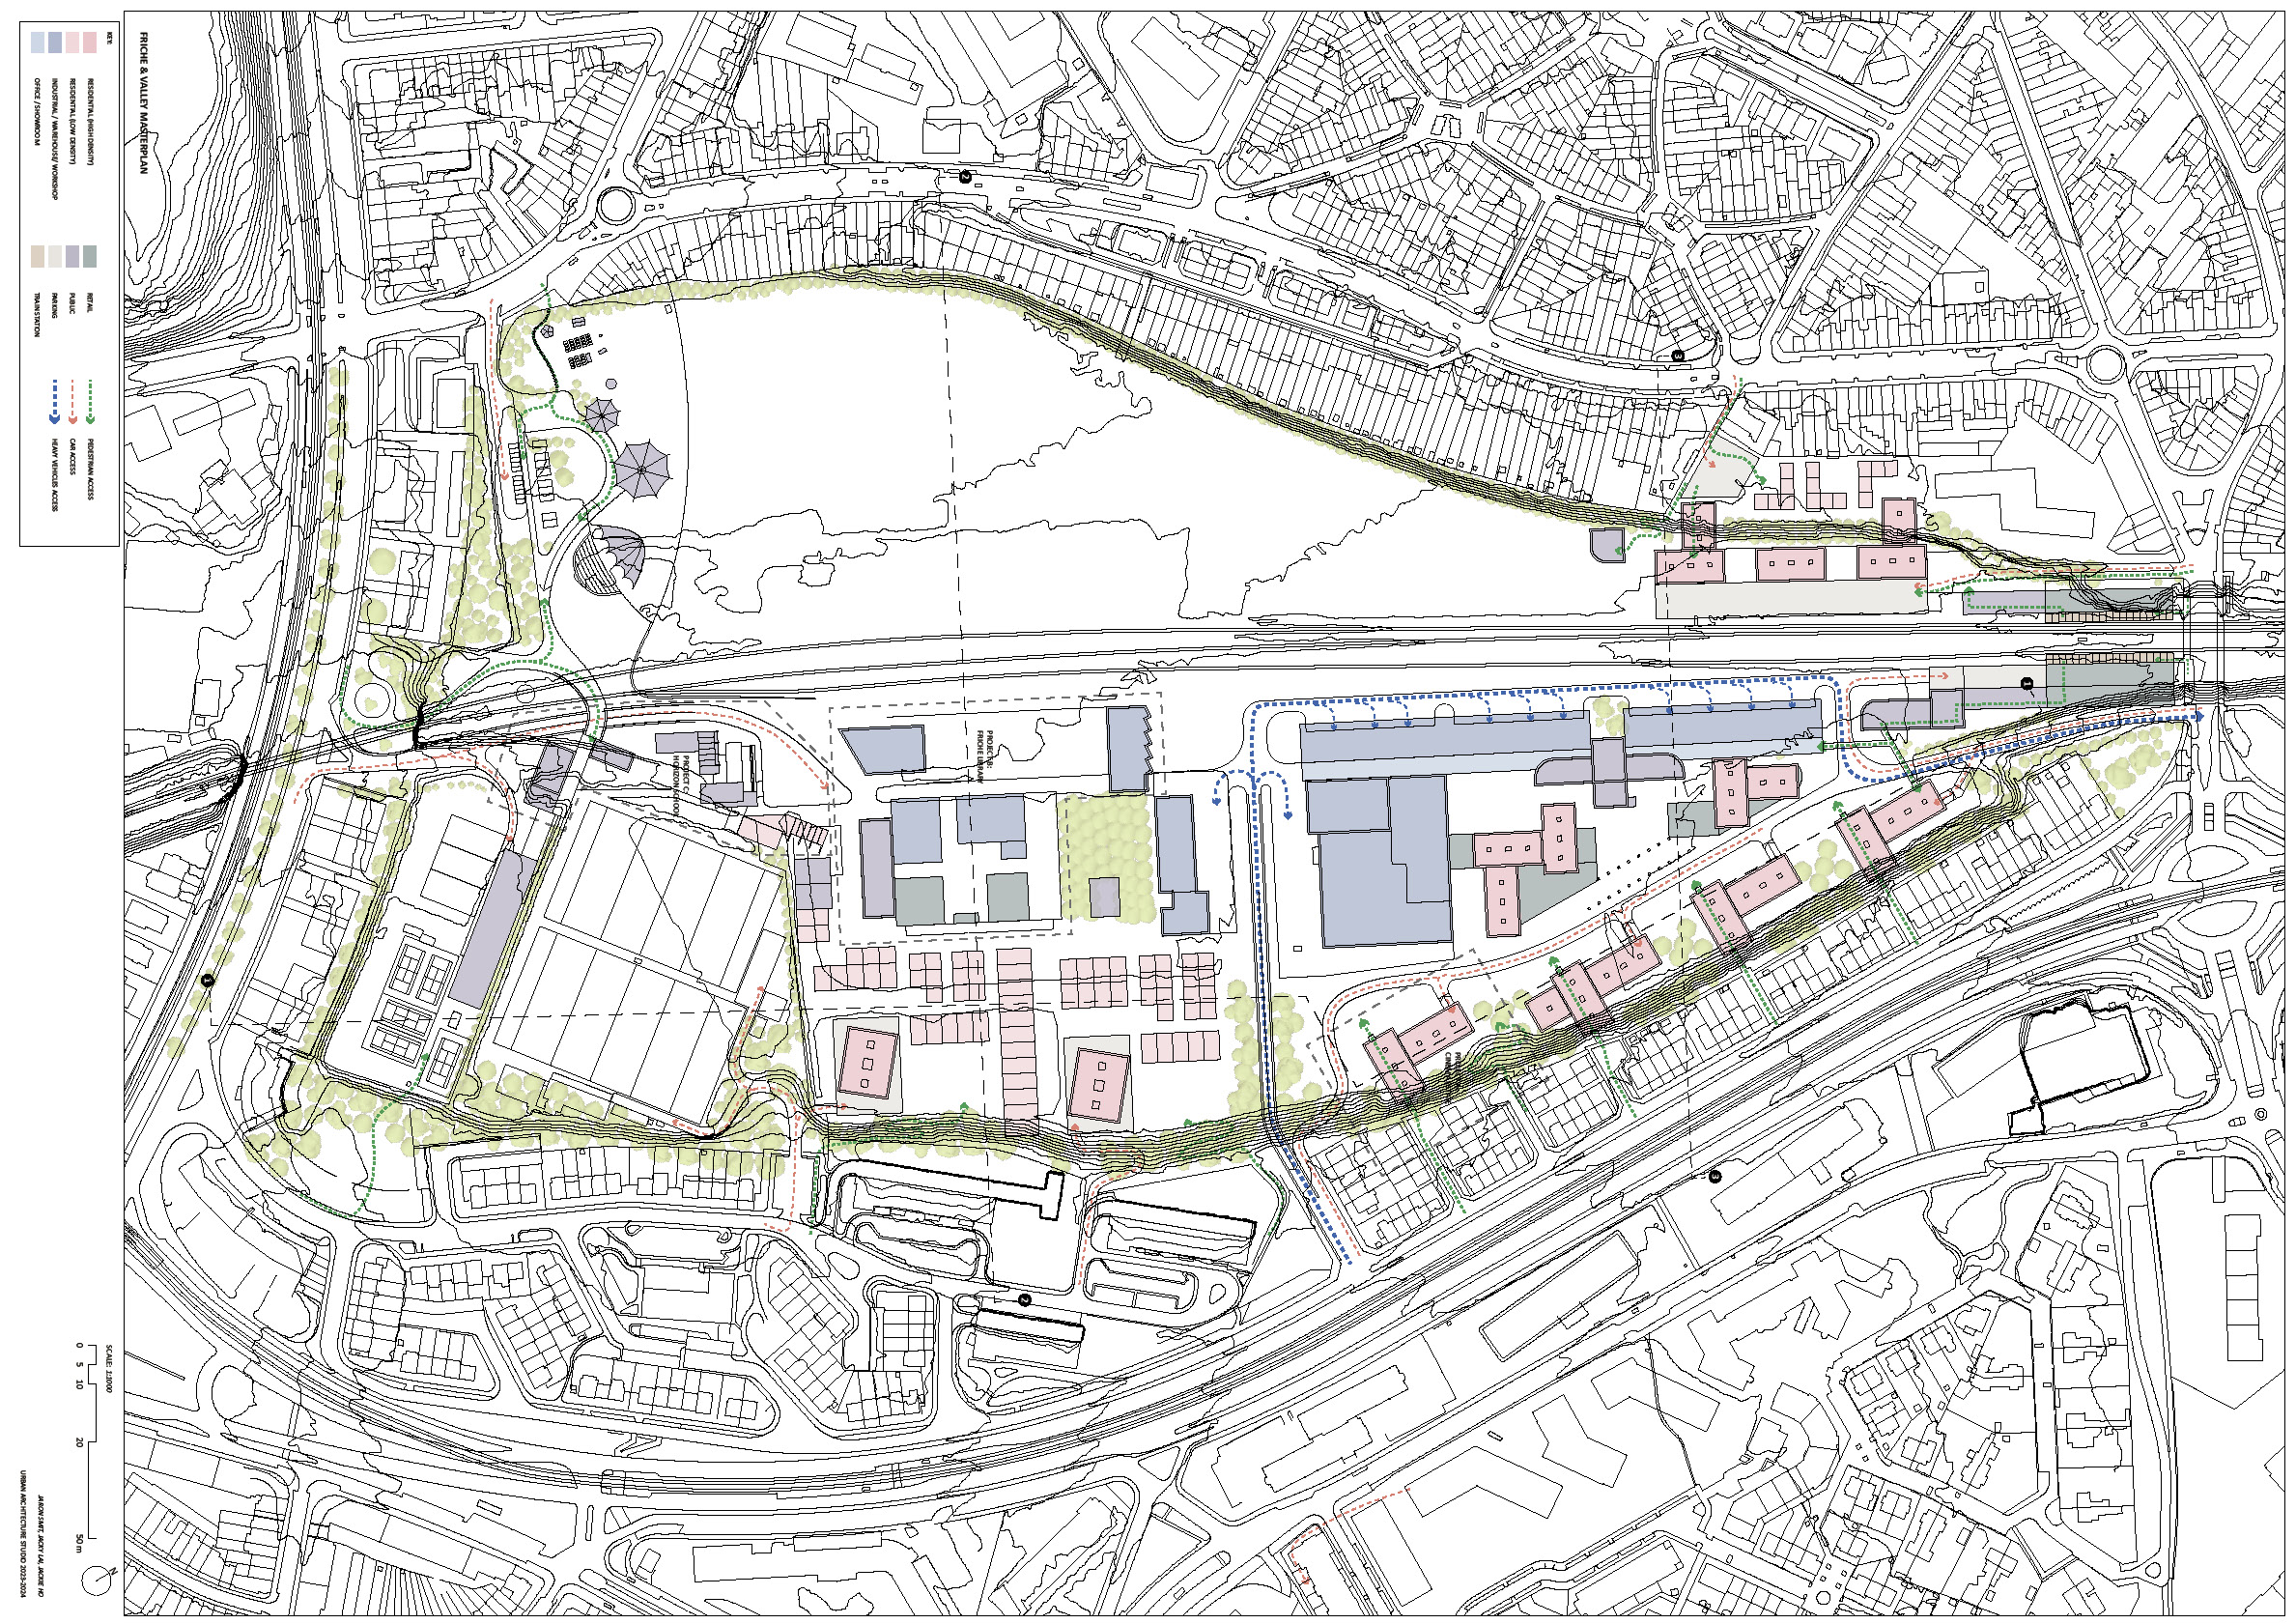 1
3
3
PROJECT
CINEMA
2
2
PROJECT B:
FRICHE LIBRARY
PROJECT C:
HORIZON SCHOOL
1
FRICHE & VALLEY MASTERPLAN
KEY:
RESIDENTIAL (HIGH DENSITY)
RESIDENTIAL (LOW DENSITY)
INDUSTRIAL / WAREHOUSE/ WORKSHOP
OFFICE / SHOWROOM
RETAIL
PUBLIC
PARKING
TRAIN STATION
PEDESTRIAN ACCESS
CAR ACCESS
HEAVY VEHICLES ACCESS
SCALE: 1:1000
N
0 5 10 20 50 m
JARON SMIT, JACKY LAI, JACKIE HO
URBAN ARCHITECTURE STUDIO 2023-2024